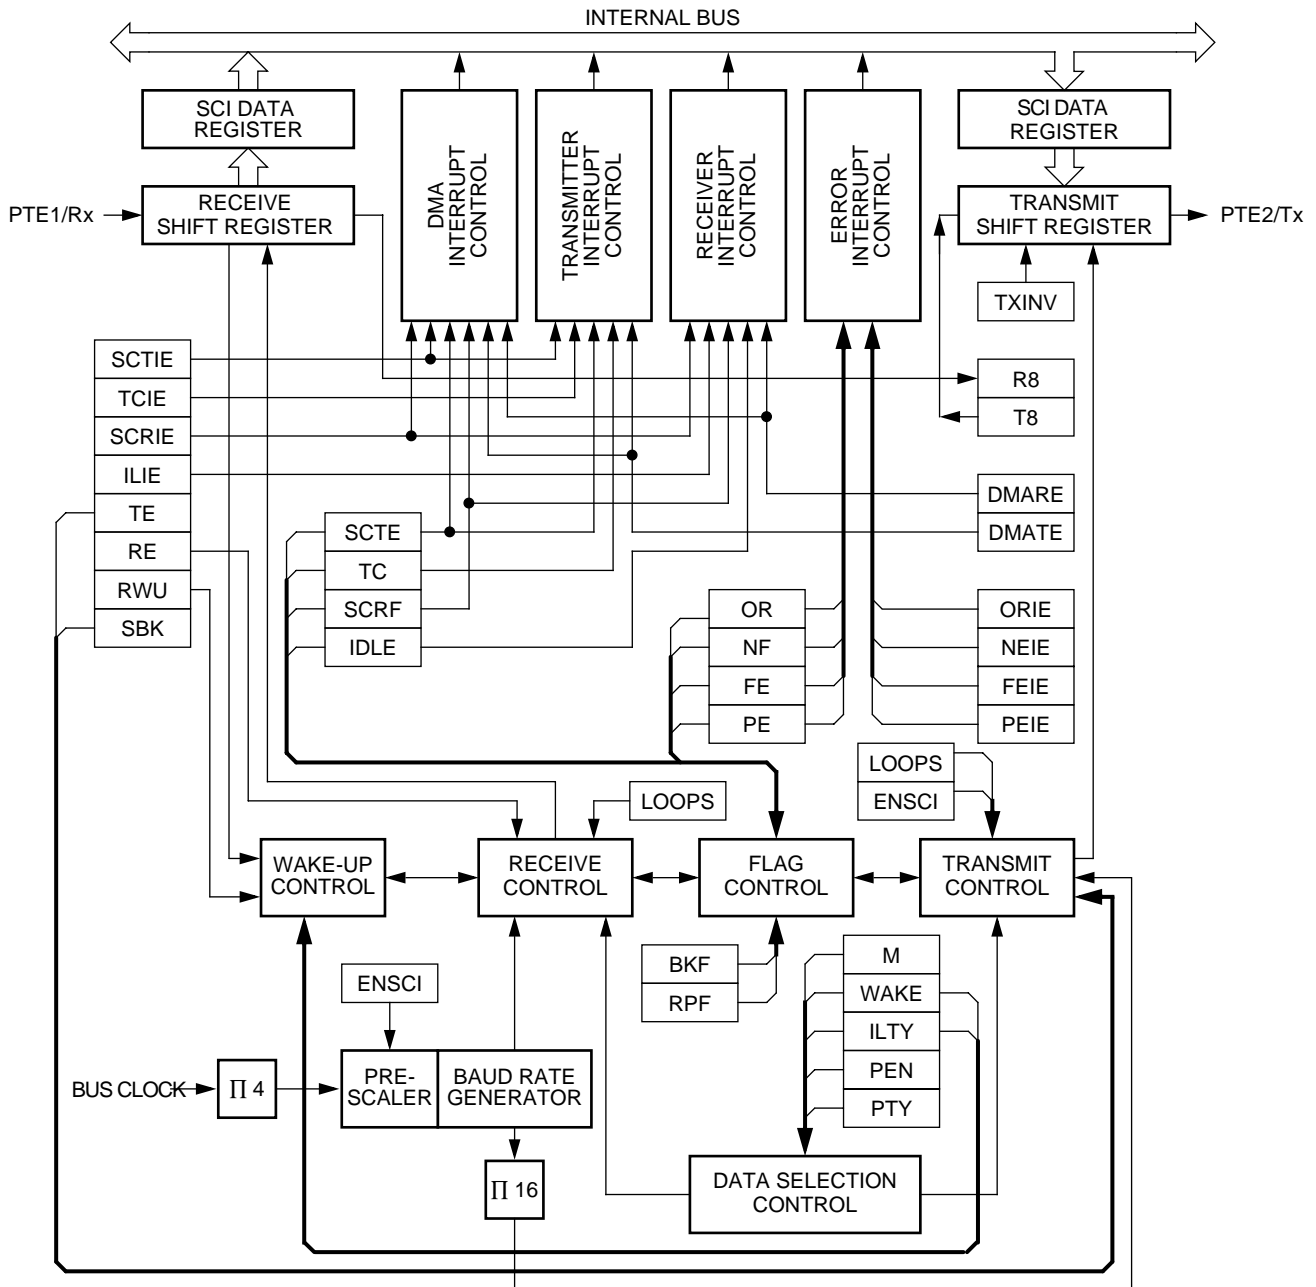 INTERNAL BUS
SCI DATA
REGISTER
SCI DATA
REGISTER
DMA
INTERRUPT
CONTROL
TRANSMITTER
INTERRUPT
CONTROL
RECEIVER
INTERRUPT
CONTROL
ERROR
INTERRUPT
CONTROL
PTE1/Rx
RECEIVE
SHIFT REGISTER
TRANSMIT
SHIFT REGISTER
PTE2/Tx
TXINV
SCTIE
TCIE
SCRIE
ILIE
TE
RE
RWU
SBK
R8
T8
DMARE
DMATE
SCTE
TC
SCRF
IDLE
OR
NF
FE
PE
ORIE
NEIE
FEIE
PEIE
LOOPS
ENSCI
LOOPS
WAKE-UP
CONTROL
RECEIVE
CONTROL
FLAG
CONTROL
TRANSMIT
CONTROL
BKF
RPF
M
WAKE
ILTY
PEN
PTY
ENSCI
BUS CLOCK
Π 4
PRE-
SCALER
BAUD RATE
GENERATOR
Π 16
DATA SELECTION
CONTROL